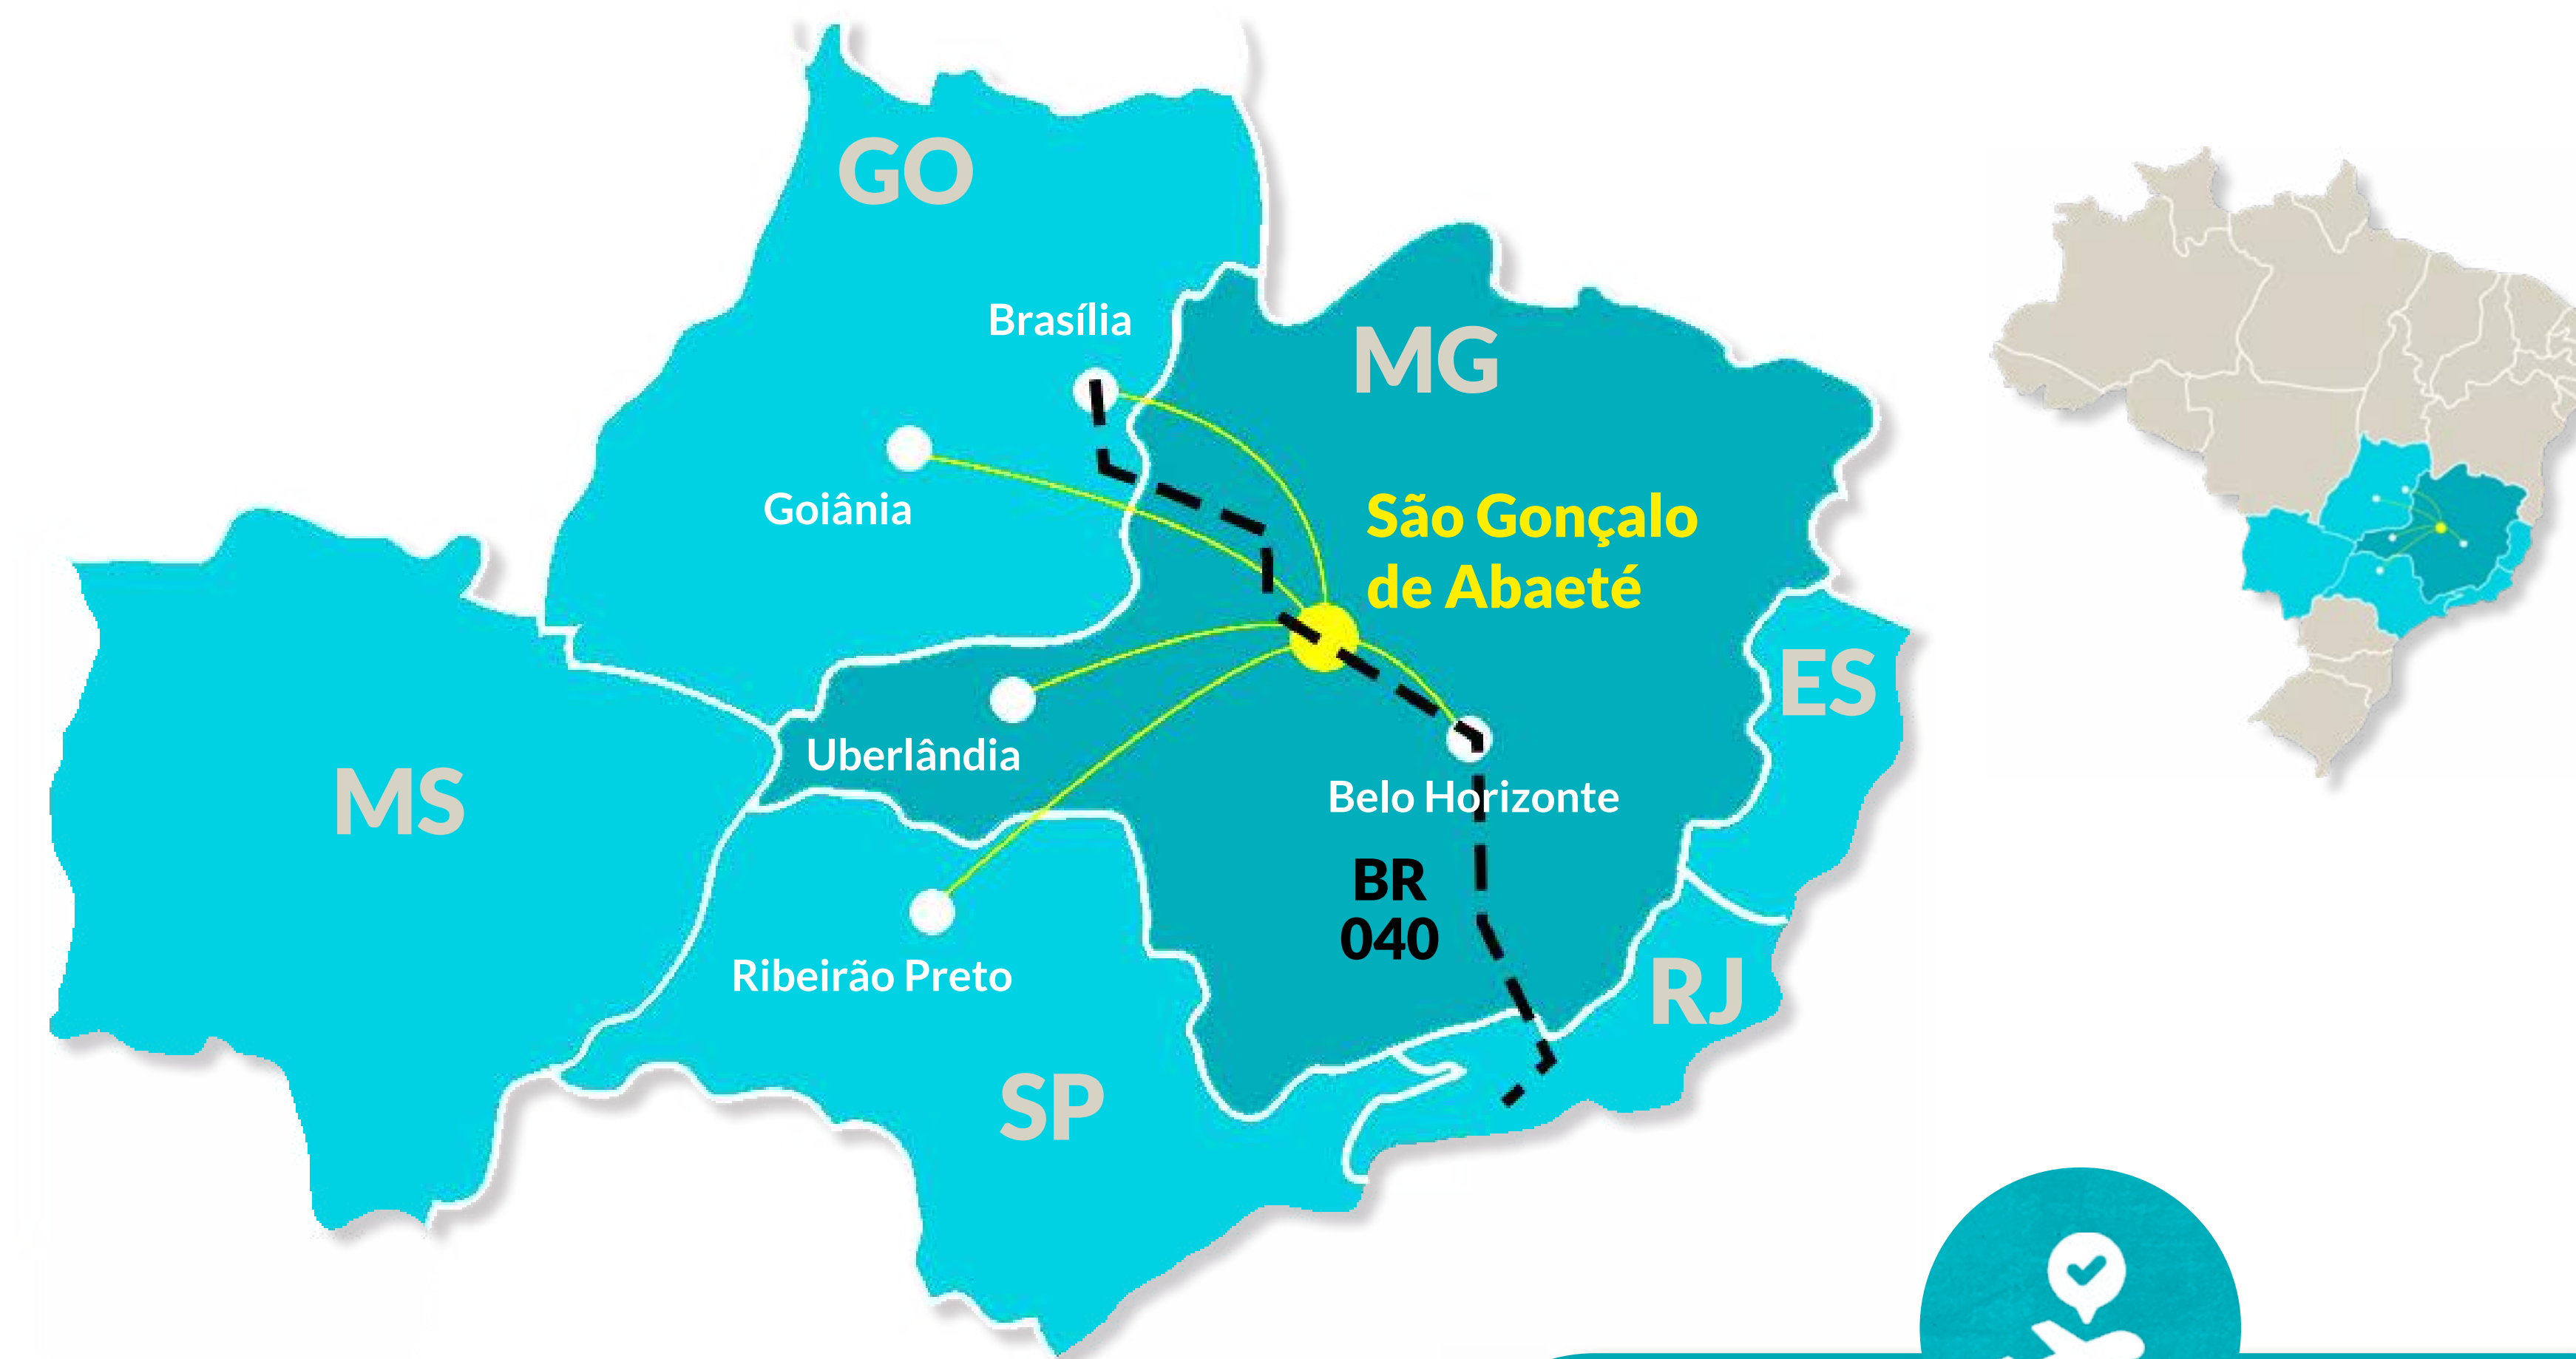 GO
Brasília
MG
Goiânia
São Gonçalo
de Abaeté
ES
Uberlândia
MS
Belo Horizonte
BR
040
Ribeirão Preto
RJ
SP